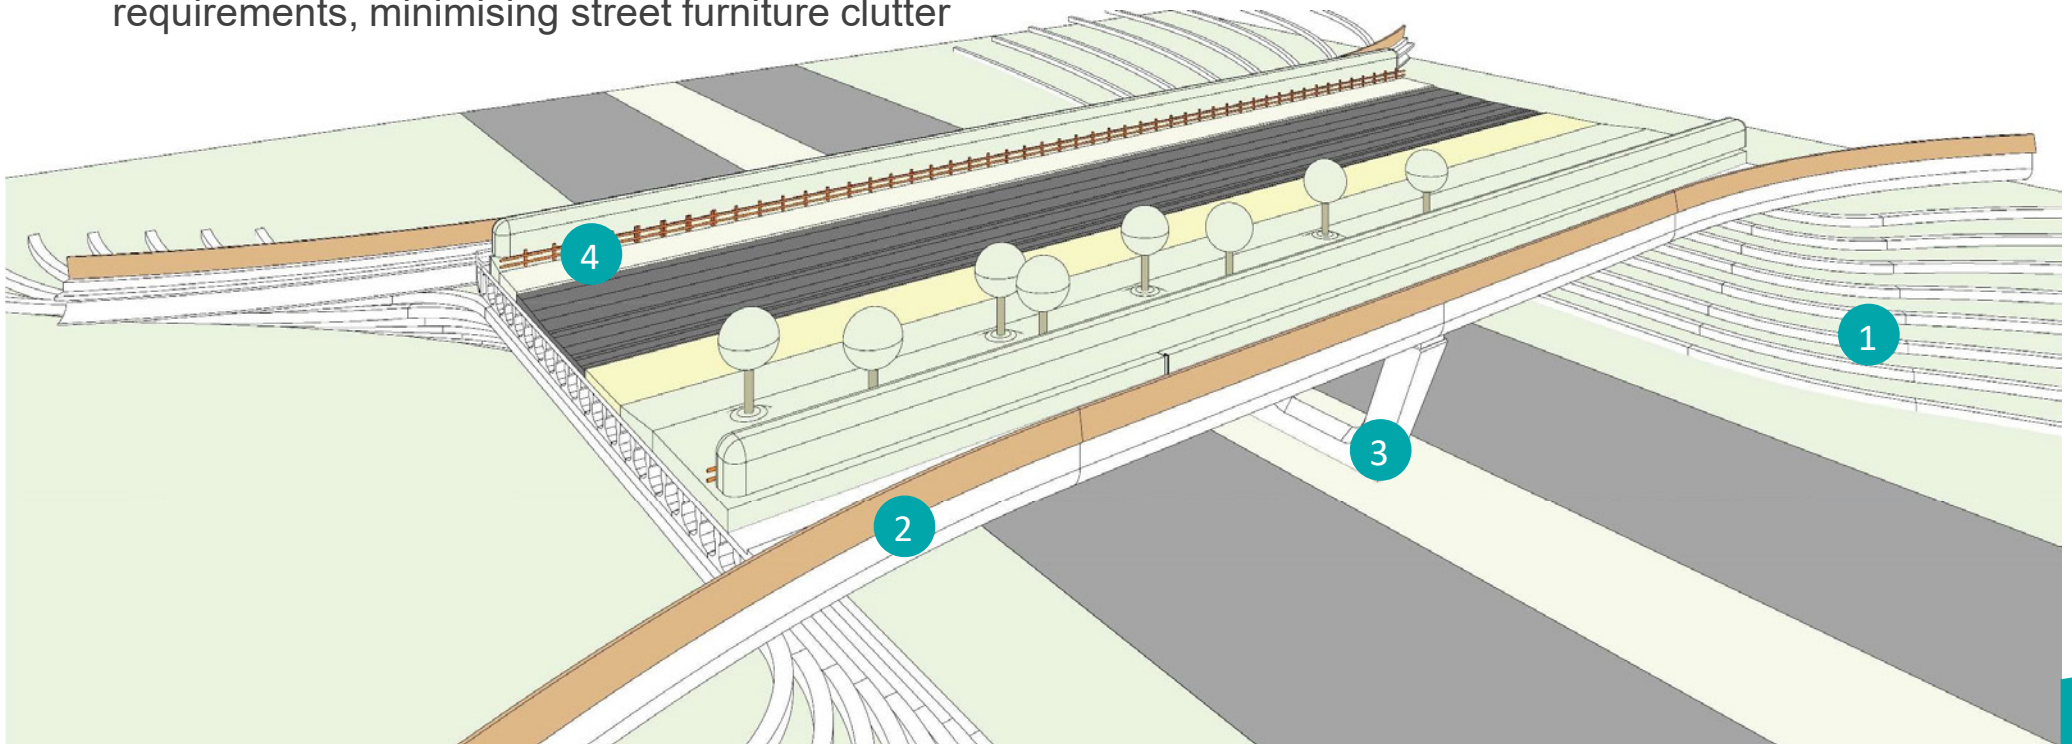 requirements, minimising street furniture clutter
4
1
3
2